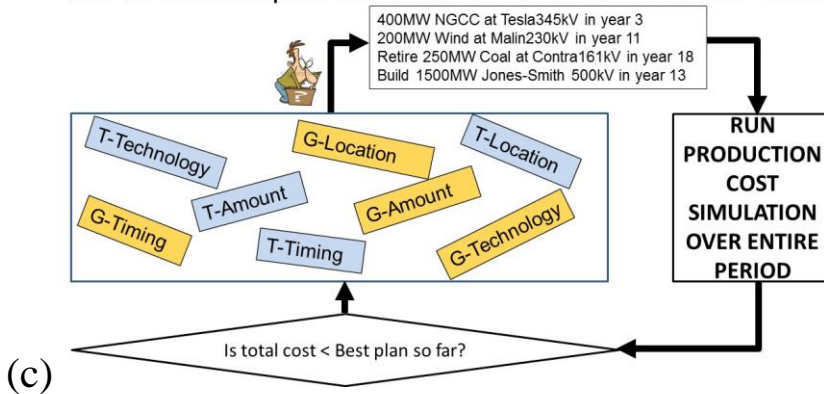 400MW NGCC at Tesla345kV in year 3
200MW Wind at Malin230kV in year 11
Retire 250MW Coal at Contra161kV in year 18
Build 1500MW Jones-Smith 500kV in year 13
T-Technology
G-Location
T-Location
T-Amount
G-Amount
G-Timing
T-Timing
G-Technology
RUN
PRODUCTION
COST
SIMULATION
OVER ENTIRE
PERIOD
Is total cost < Best plan so far?
(c)